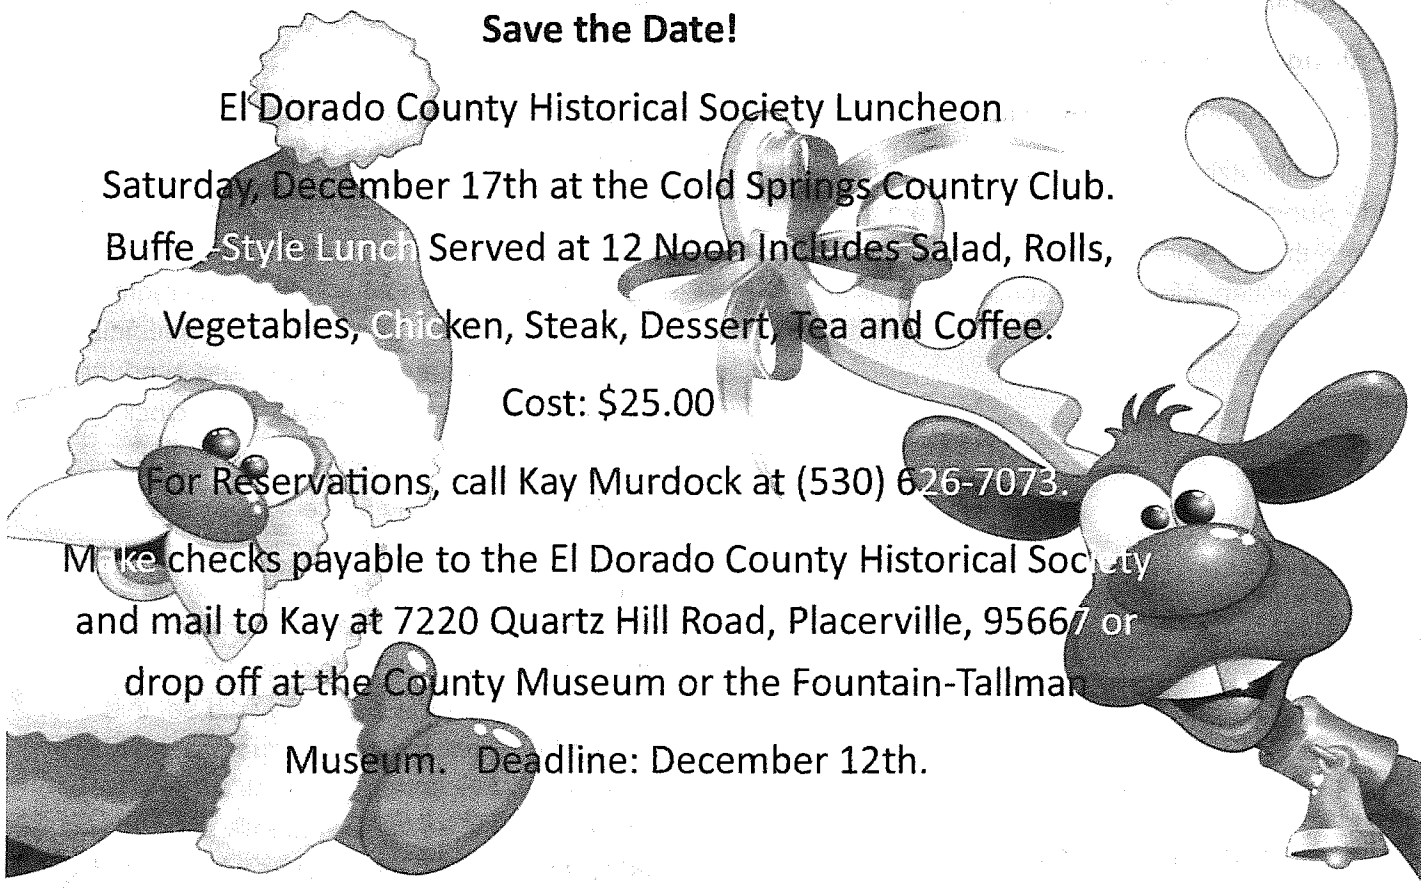 Save the Date!
El Dorado County Historical Society Luncheon
Saturday, December 17th at the Cold Springs Country Club.
Buffe -Style Lunch Served at 12 Noon Includes Salad, Rolls,
Vegetables, Chicken, Steak, Dessert, Tea and Coffee.
Cost: $25.00
For Reservations, call Kay Murdock at (530) 626-7073.
Make checks payable to the El Dorado County Historical Society
and mail to Kay at 7220 Quartz Hill Road, Placerville, 95667 or
drop off at the County Museum or the Fountain-Tallman
Museum. Deadline: December 12th.